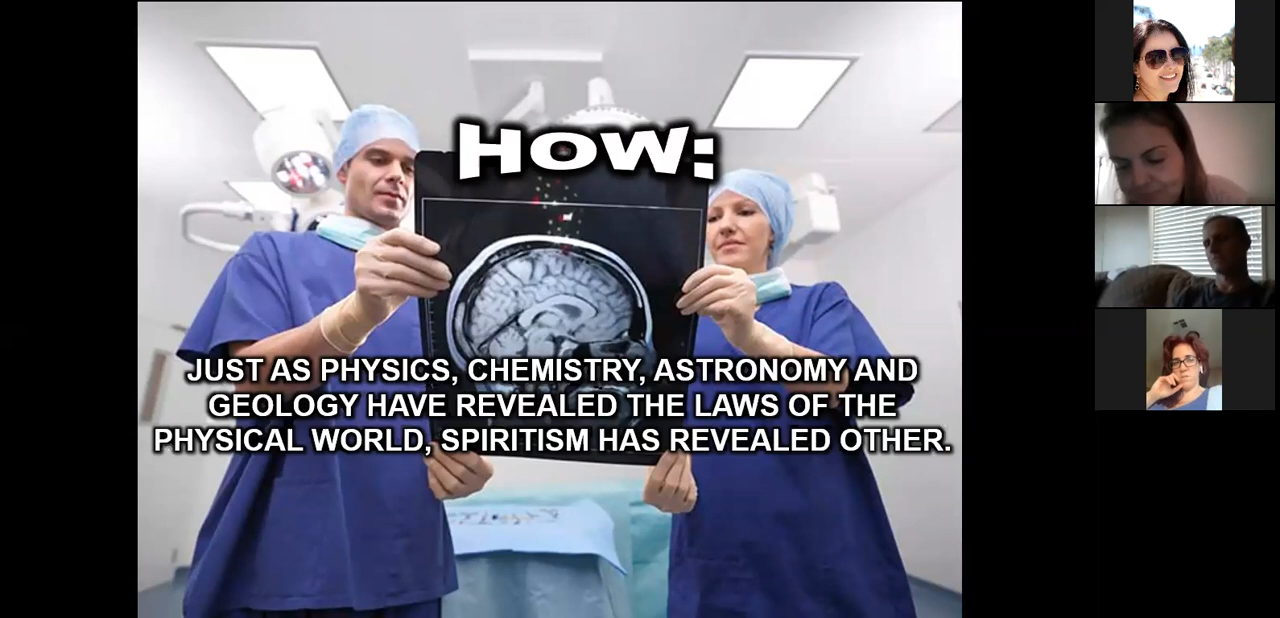 HOW:
JUST AS PHYSICS, CHEMISTRY, ASTRONOMY AND
GEOLOGY HAVE REVEALED THE LAWS OF THE
PHYSICAL WORLD, SPIRITISM HAS REVEALED OTHER.